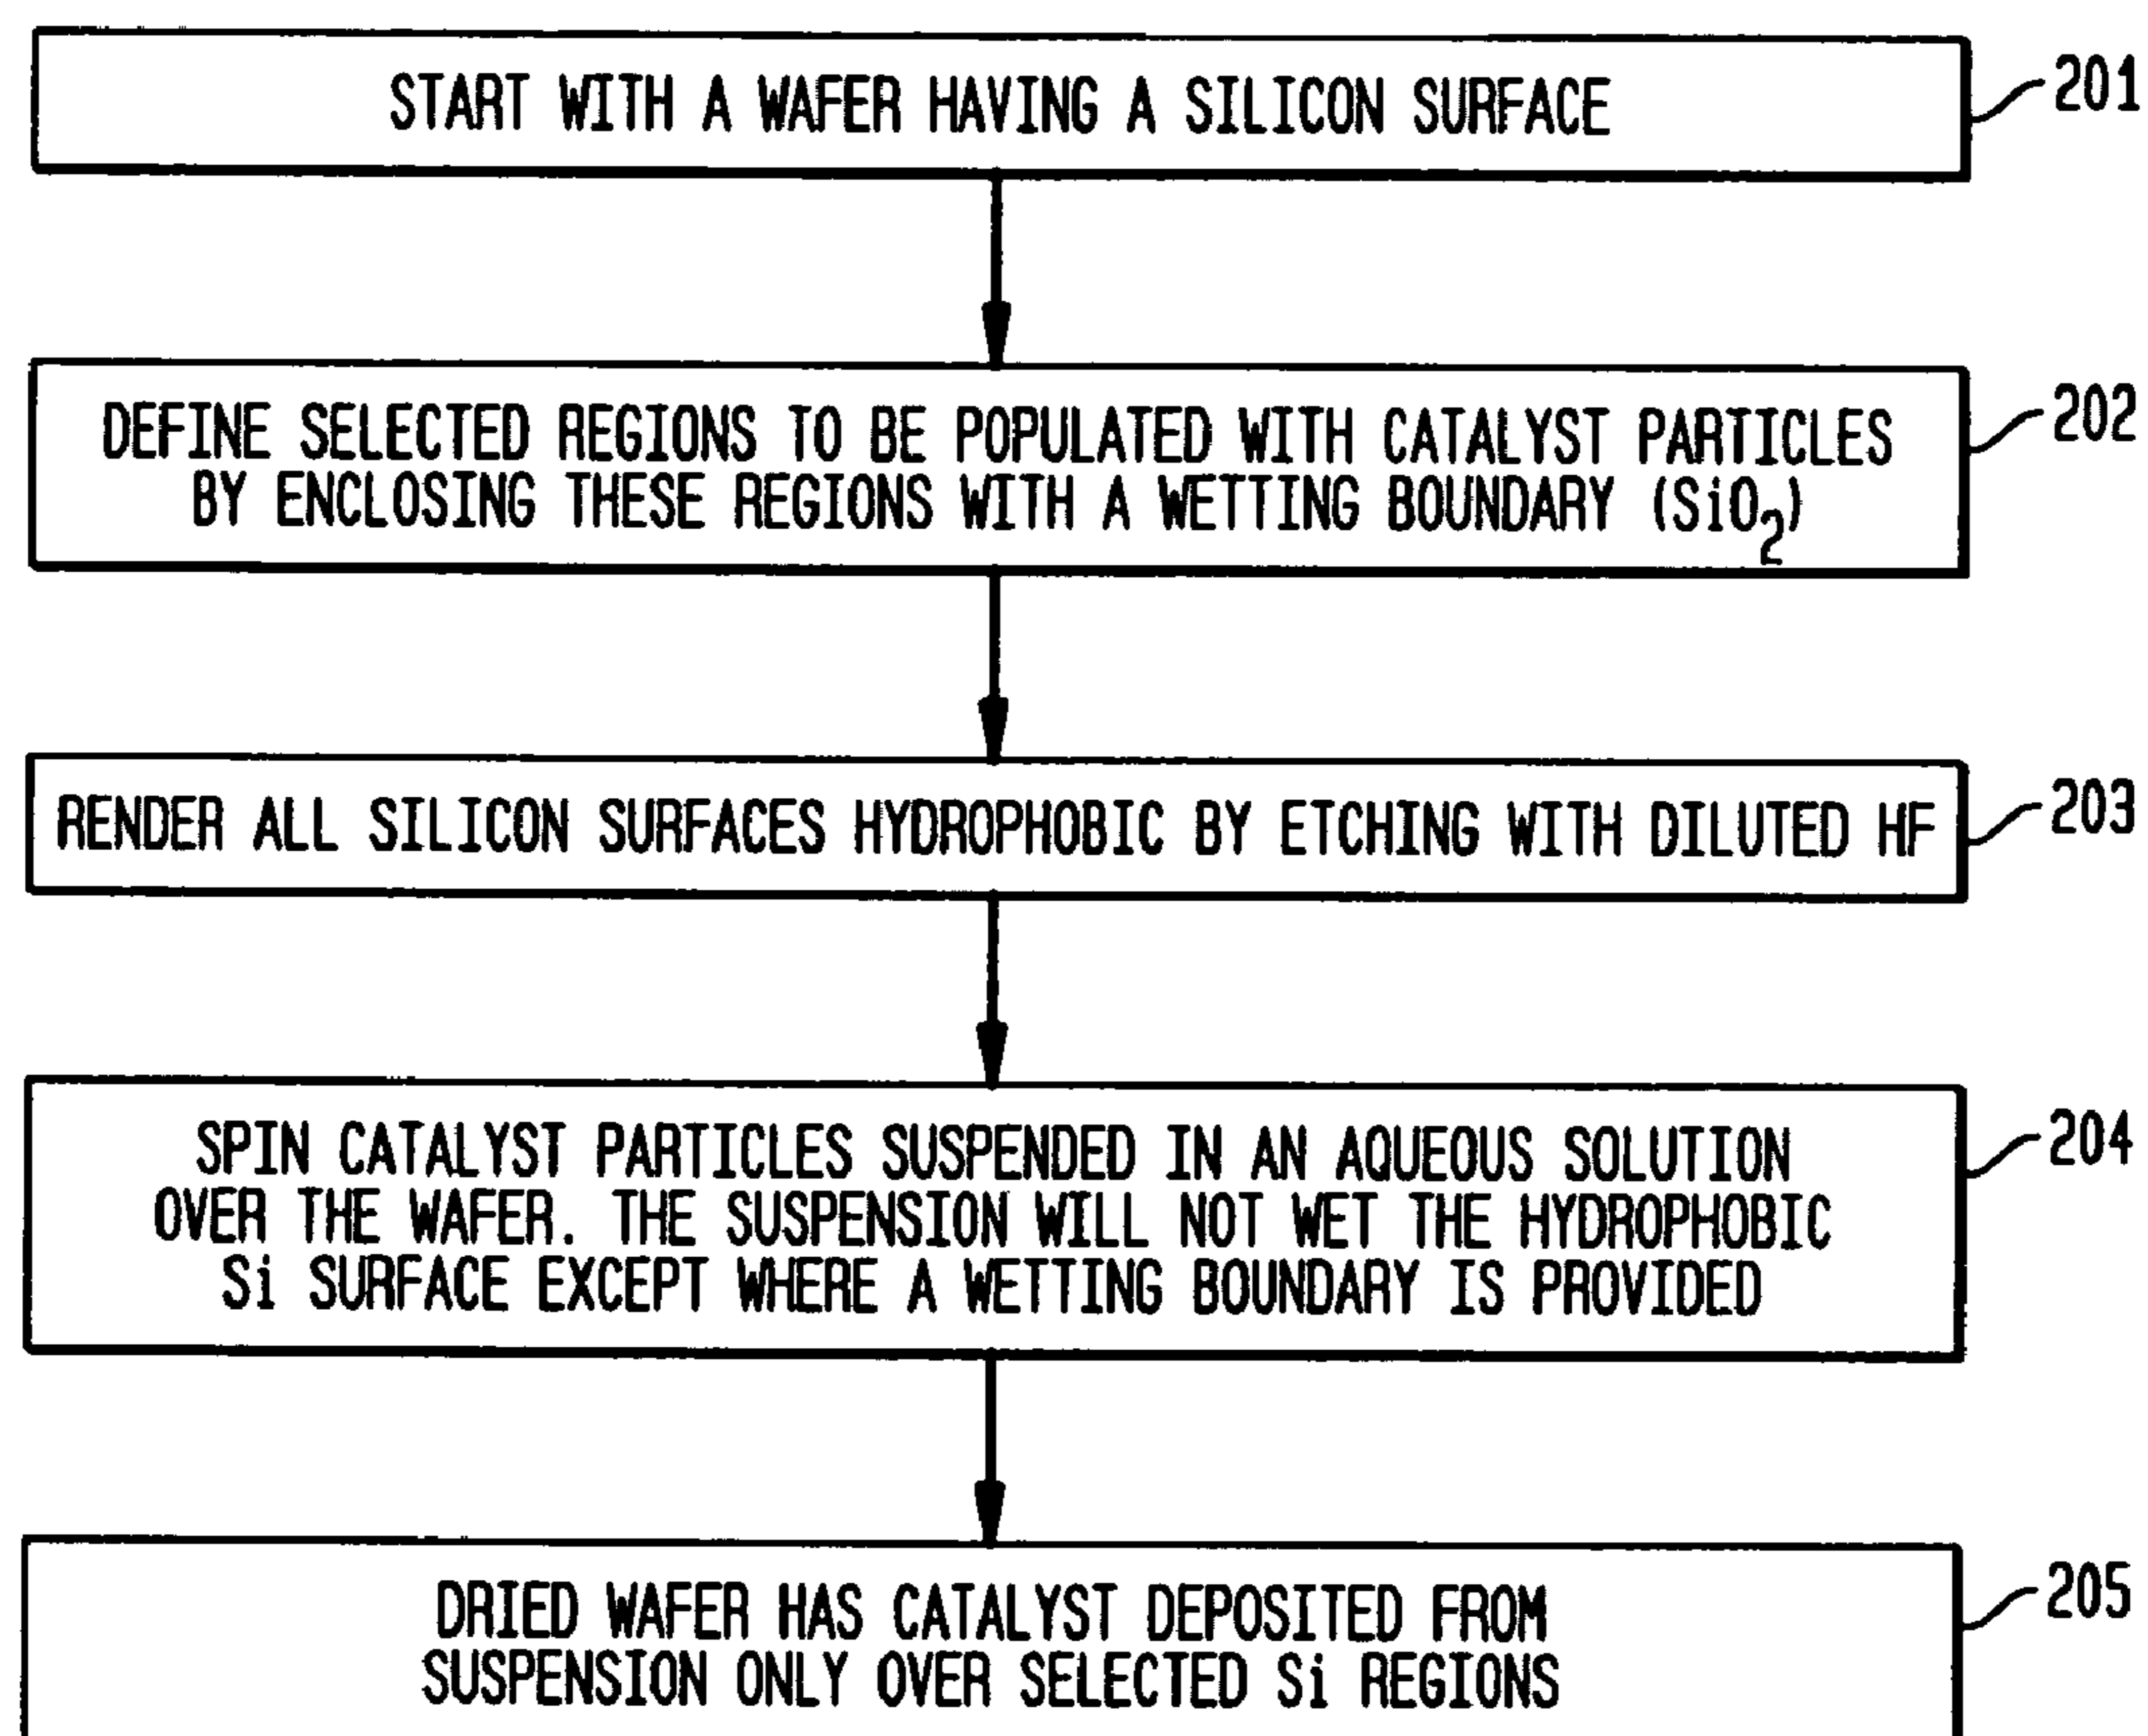 START WITH A WAFER HAVING A SILICON SURFACE
201
DEFINE SELECTED REGIONS TO BE POPULATED WITH CATALYST PARTICLES
BY ENCLOSING THESE REGIONS WITH A WETTING BOUNDARY (SiO₂)
202
RENDER ALL SILICON SURFACES HYDROPHOBIC BY ETCHING WITH DILUTED HF
203
SPIN CATALYST PARTICLES SUSPENDED IN AN AQUEOUS SOLUTION
OVER THE WAFER. THE SUSPENSION WILL NOT WET THE HYDROPHOBIC
Si SURFACE EXCEPT WHERE A WETTING BOUNDARY IS PROVIDED
204
DRIED WAFER HAS CATALYST DEPOSITED FROM
SUSPENSION ONLY OVER SELECTED Si REGIONS
205